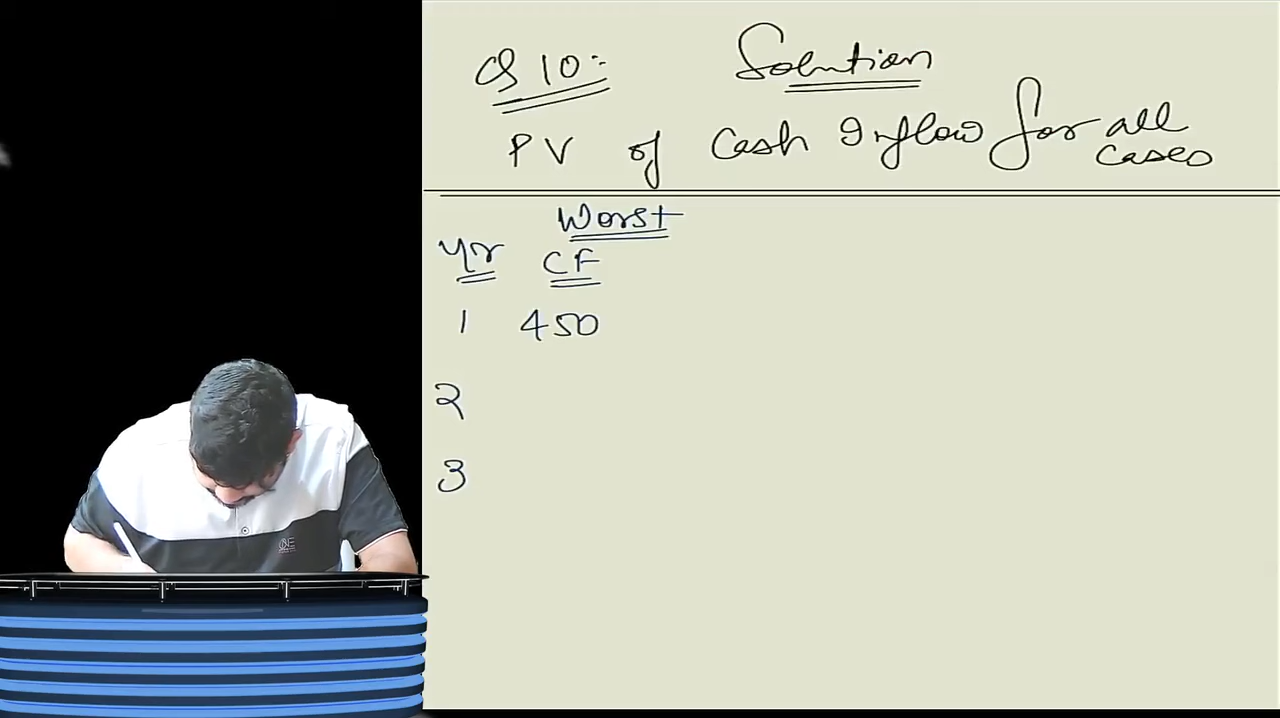 Q 10: Solution
PV of Cash Inflow for all cases
Worst
Yr CF
1 450
2
3